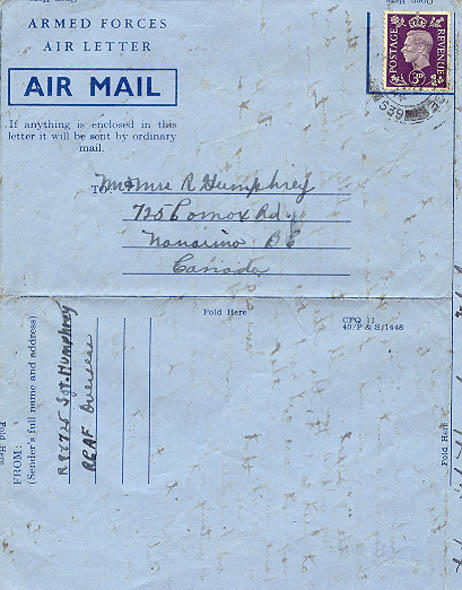 ARMED FORCES
AIR LETTER
AIR MAIL
If anything is enclosed in this
letter it will be sent by ordinary
mail.
POSTAGE
REVENUE
3D
TO: Mr & Mrs R Humphrey
725 Comox Rd.
Nanaimo B C
Canada
Fold Here
CFQ 11
40/P & S/1448
FROM:
(Sender's full name and address)
Sgt. Humphrey
RCAF Overseas
Fold Here
Fold Here
Open Here